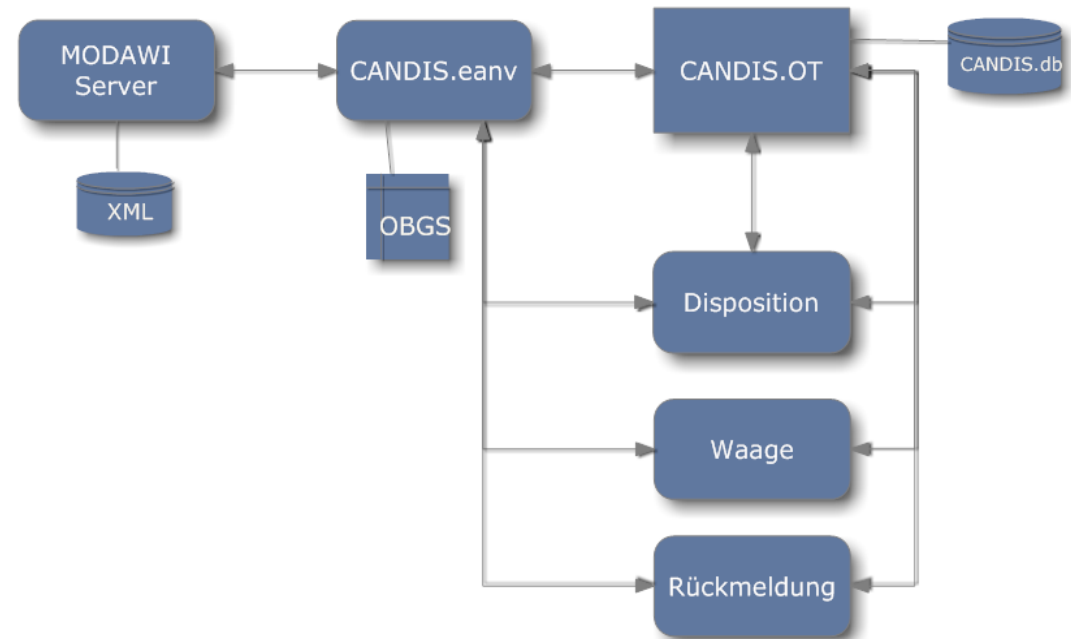 MODAWI
Server
CANDIS.eanv
CANDIS.OT
CANDIS.db
XML
OBGS
Disposition
Waage
Rückmeldung